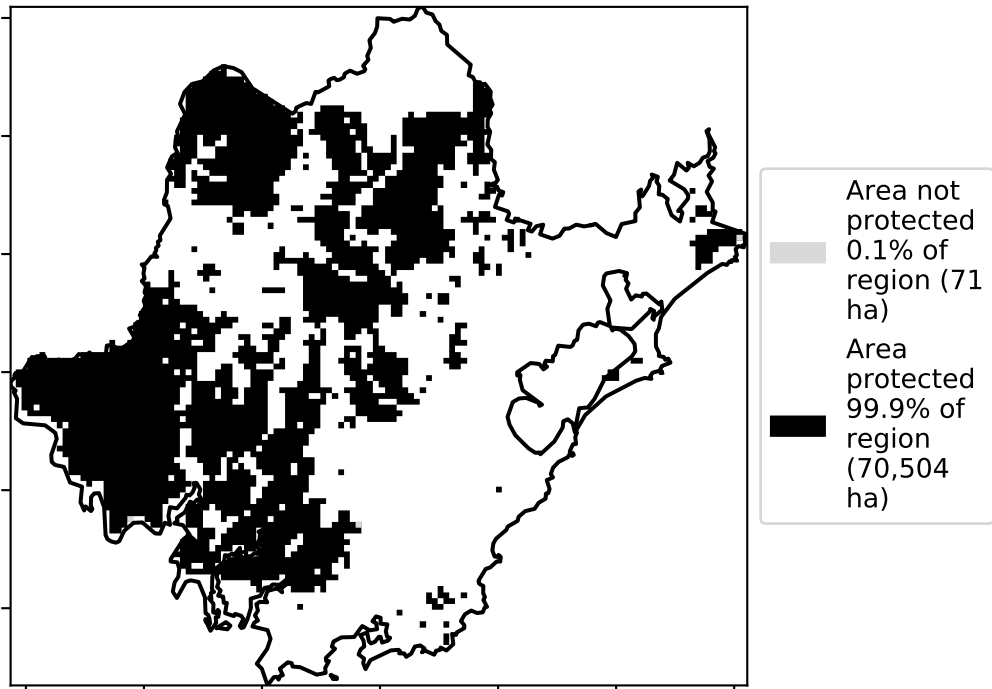 Area not
protected
0.1% of
region (71
ha)
Area
protected
99.9% of
region
(70,504
ha)